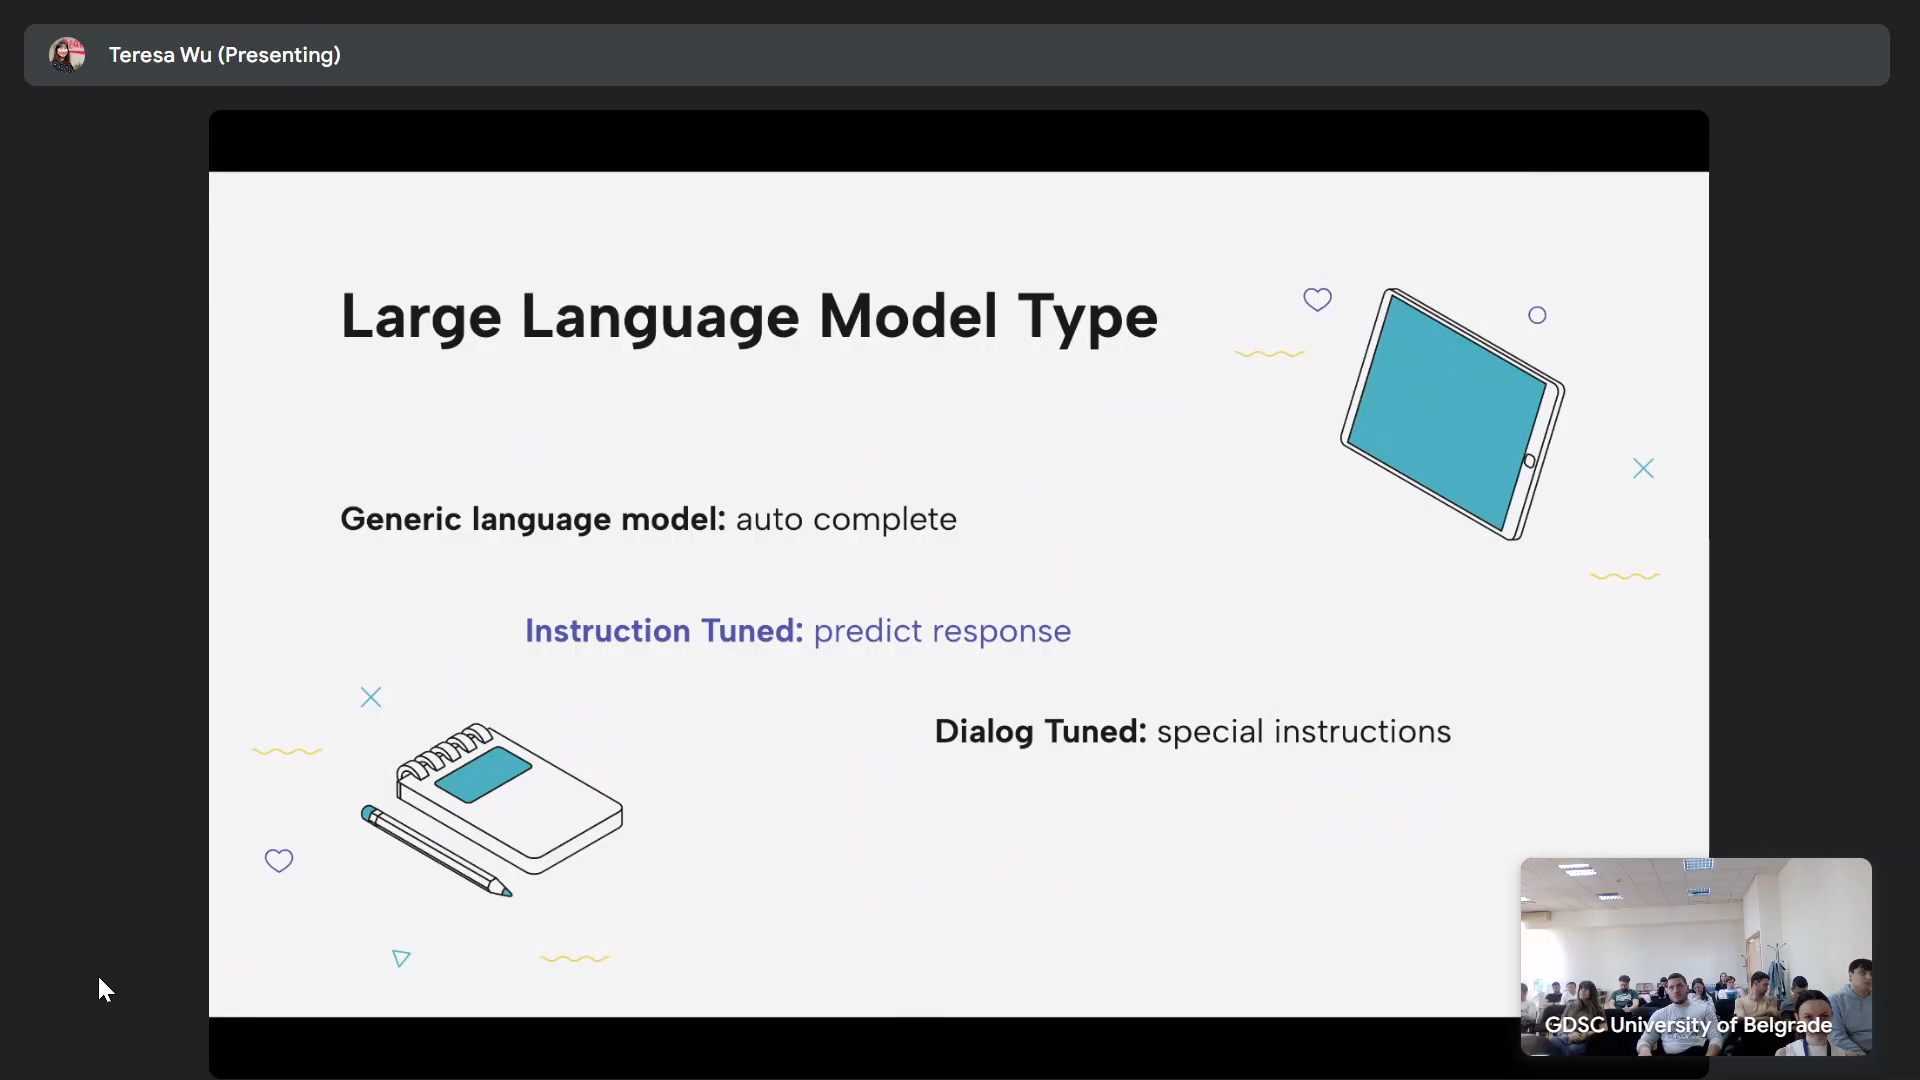 Teresa Wu (Presenting)
Large Language Model Type
Generic language model: auto complete
Instruction Tuned: predict response
Dialog Tuned: special instructions
GDSC University of Belgrade